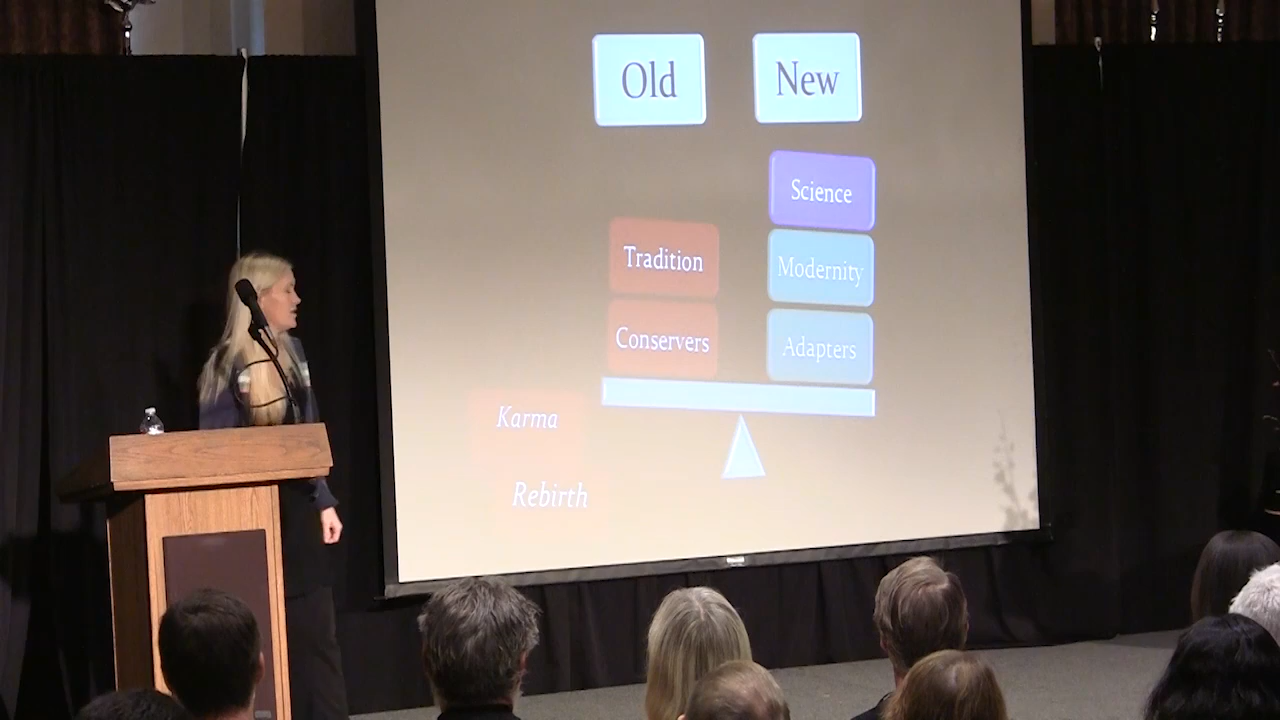 Old
New
Science
Tradition
Modernity
Conservers
Adapters
Karma
Rebirth